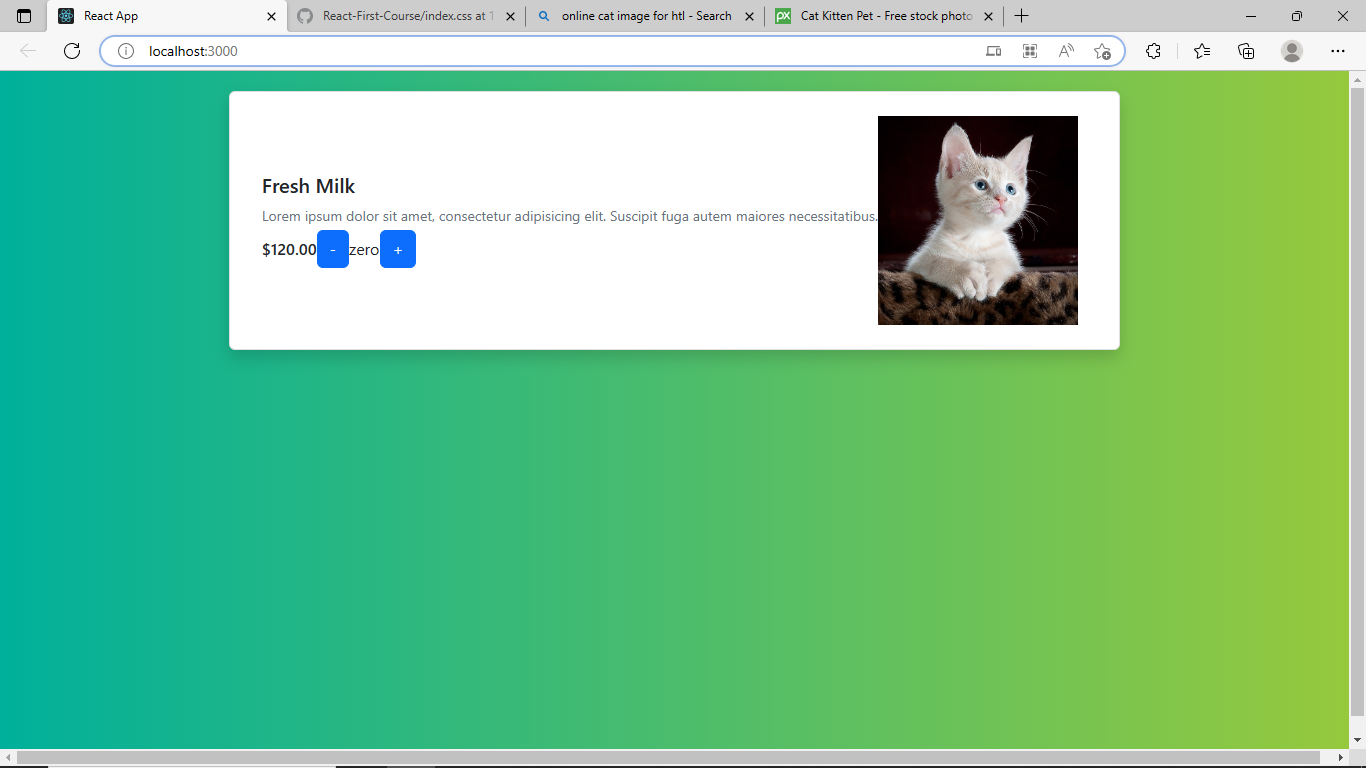 React App
React-First-Course/index.css at 1
online cat image for htl - Search
Cat Kitten Pet - Free stock photo
localhost:3000
Fresh Milk
Lorem ipsum dolor sit amet, consectetur adipisicing elit. Suscipit fuga autem maiores necessitatibus.
$120.00 - zero +